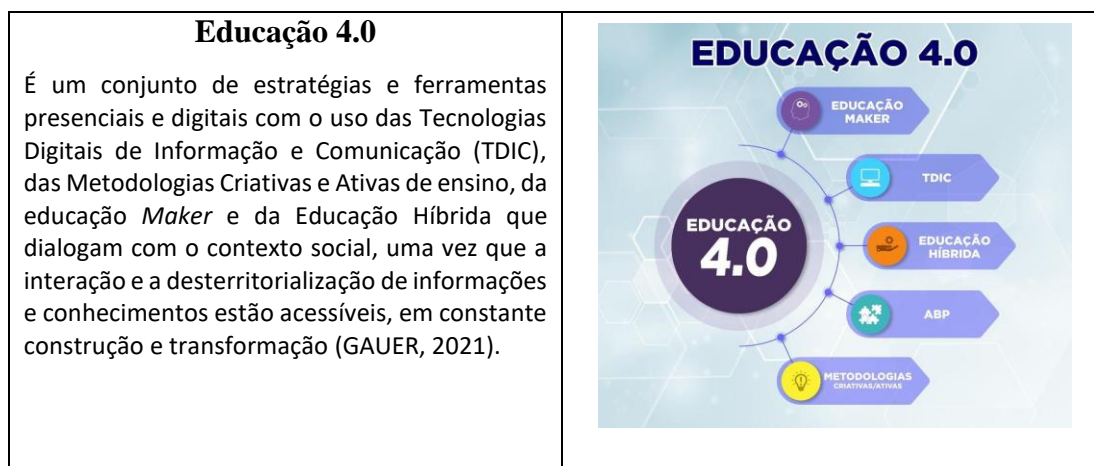 Educação 4.0
É um conjunto de estratégias e ferramentas
presenciais e digitais com o uso das Tecnologias
Digitais de Informação e Comunicação (TDIC),
das Metodologias Criativas e Ativas de ensino, da
educação Maker e da Educação Híbrida que
dialogam com o contexto social, uma vez que a
interação e a desterritorialização de informações
e conhecimentos estão acessíveis, em constante
construção e transformação (GAUER, 2021).
EDUCAÇÃO 4.0
EDUCAÇÃO
MAKER
TDIC
EDUCAÇÃO
4.0
EDUCAÇÃO
HÍBRIDA
ABP
METODOLOGIAS
CRIATIVAS/ATIVAS